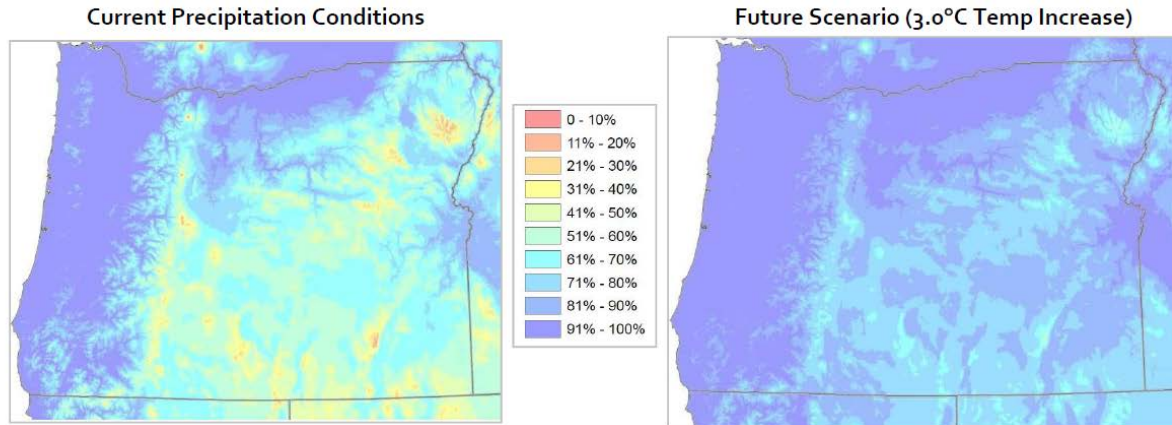 Current Precipitation Conditions
Future Scenario (3.0°C Temp Increase)
0 - 10%
11% - 20%
21% - 30%
31% - 40%
41% - 50%
51% - 60%
61% - 70%
71% - 80%
81% - 90%
91% - 100%